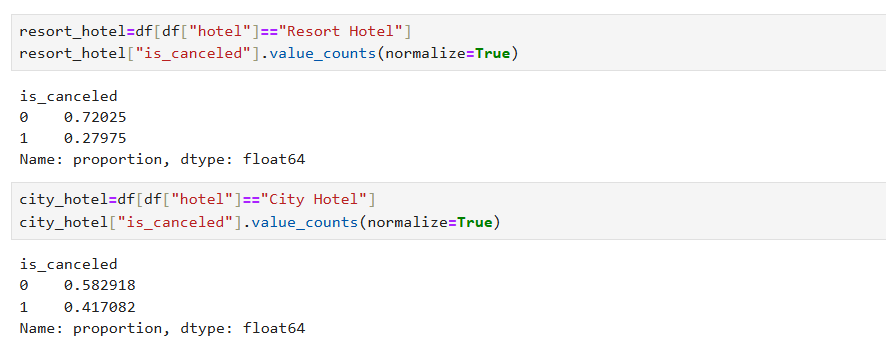 resort_hotel=df[df["hotel"]=="Resort Hotel"]
resort_hotel["is_canceled"].value_counts(normalize=True)
is_canceled
0    0.72025
1    0.27975
Name: proportion, dtype: float64
city_hotel=df[df["hotel"]=="City Hotel"]
city_hotel["is_canceled"].value_counts(normalize=True)
is_canceled
0    0.582918
1    0.417082
Name: proportion, dtype: float64